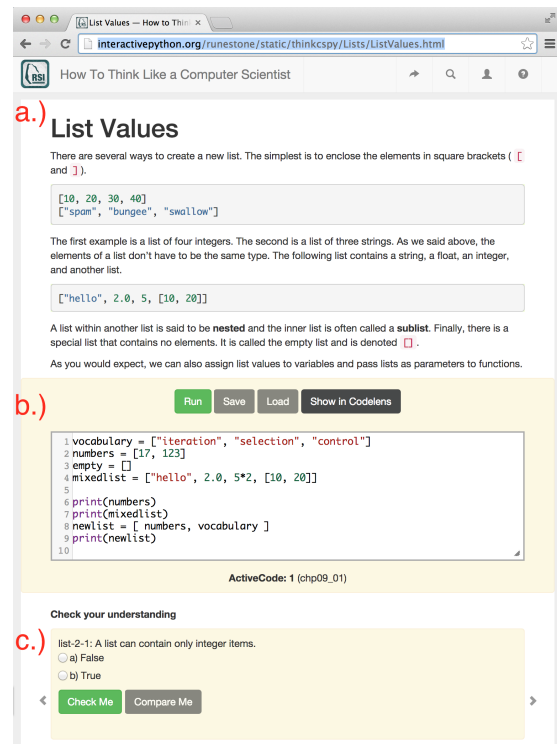 List Values — How to Thin
interactivepython.org/runestone/static/thinkcspy/Lists/ListValues.html
RSI
How To Think Like a Computer Scientist
a.)
List Values
There are several ways to create a new list. The simplest is to enclose the elements in square brackets ( [
and ] ).
[10, 20, 30, 40]
["spam", "bungee", "swallow"]
The first example is a list of four integers. The second is a list of three strings. As we said above, the
elements of a list don't have to be the same type. The following list contains a string, a float, an integer,
and another list.
["hello", 2.0, 5, [10, 20]]
A list within another list is said to be nested and the inner list is often called a sublist. Finally, there is a
special list that contains no elements. It is called the empty list and is denoted [] .
As you would expect, we can also assign list values to variables and pass lists as parameters to functions.
b.)
Run Save Load Show in Codelens
1 vocabulary = ["iteration", "selection", "control"]
2 numbers = [17, 123]
3 empty = []
4 mixedlist = ["hello", 2.0, 5*2, [10, 20]]
5
6 print(numbers)
7 print(mixedlist)
8 newlist = [ numbers, vocabulary ]
9 print(newlist)
10
ActiveCode: 1 (chp09_01)
Check your understanding
c.)
list-2-1: A list can contain only integer items.
a) False
b) True
Check Me Compare Me